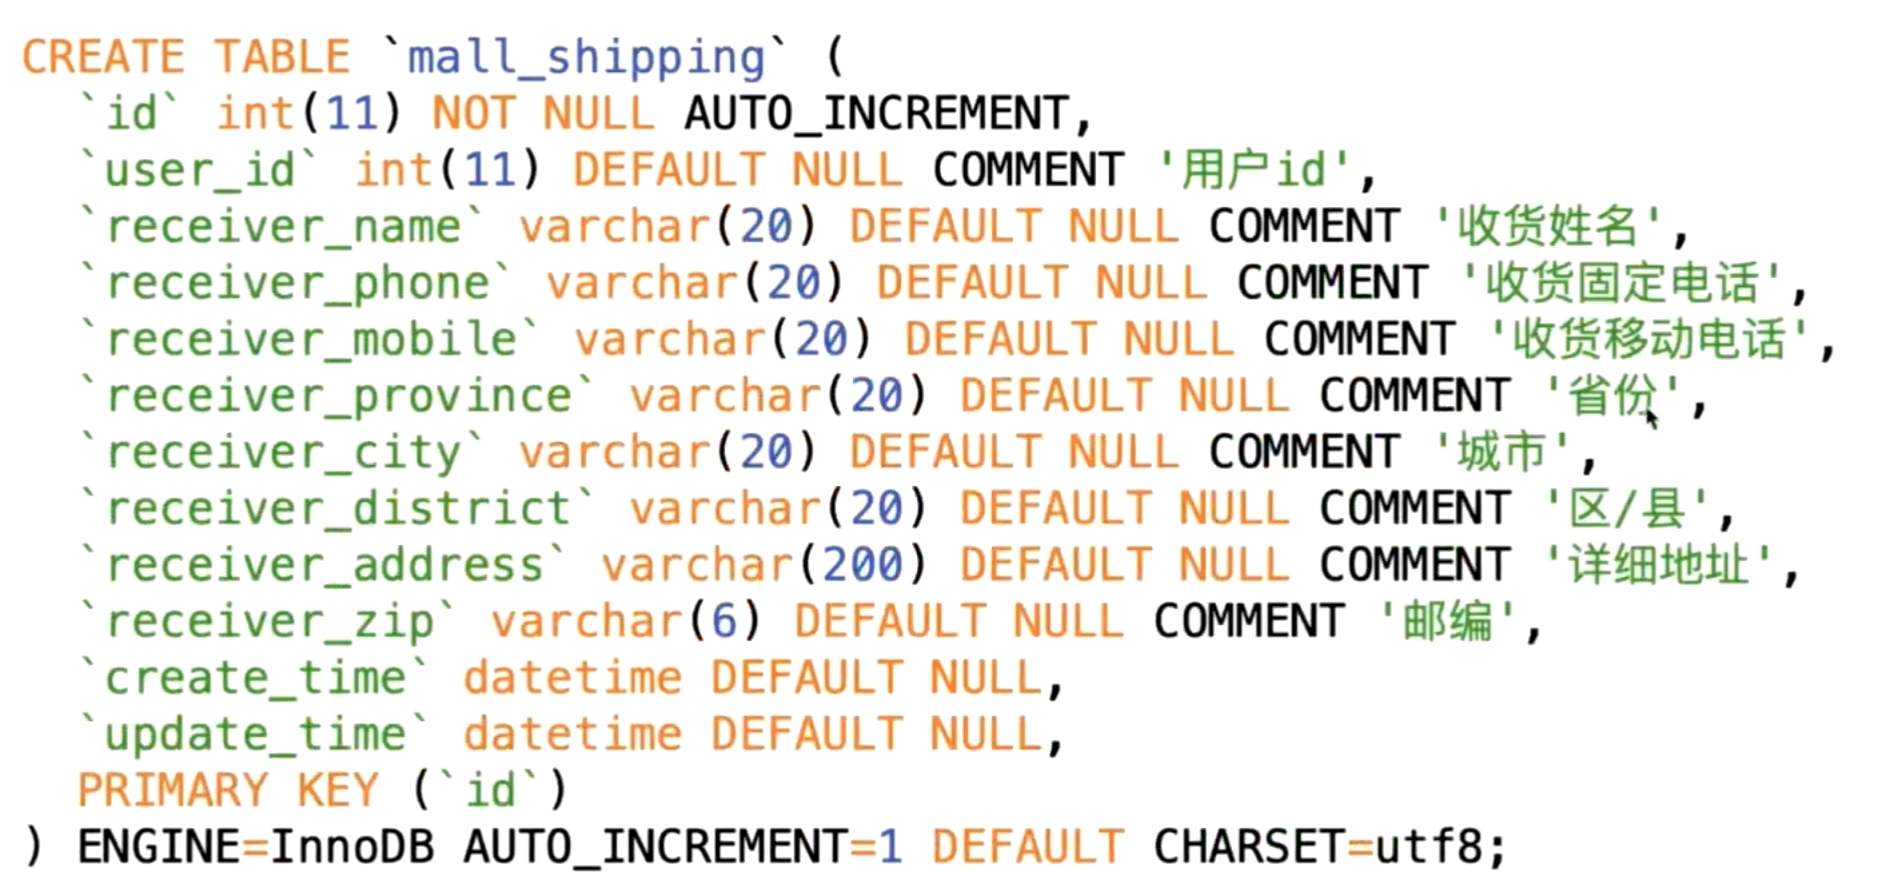 CREATE TABLE `mall_shipping` (
`id` int(11) NOT NULL AUTO_INCREMENT,
`user_id` int(11) DEFAULT NULL COMMENT '用户id',
`receiver_name` varchar(20) DEFAULT NULL COMMENT '收货姓名',
`receiver_phone` varchar(20) DEFAULT NULL COMMENT '收货固定电话',
`receiver_mobile` varchar(20) DEFAULT NULL COMMENT '收货移动电话',
`receiver_province` varchar(20) DEFAULT NULL COMMENT '省份',
`receiver_city` varchar(20) DEFAULT NULL COMMENT '城市',
`receiver_district` varchar(20) DEFAULT NULL COMMENT '区/县',
`receiver_address` varchar(200) DEFAULT NULL COMMENT '详细地址',
`receiver_zip` varchar(6) DEFAULT NULL COMMENT '邮编',
`create_time` datetime DEFAULT NULL,
`update_time` datetime DEFAULT NULL,
PRIMARY KEY (`id`)
) ENGINE=InnoDB AUTO_INCREMENT=1 DEFAULT CHARSET=utf8;